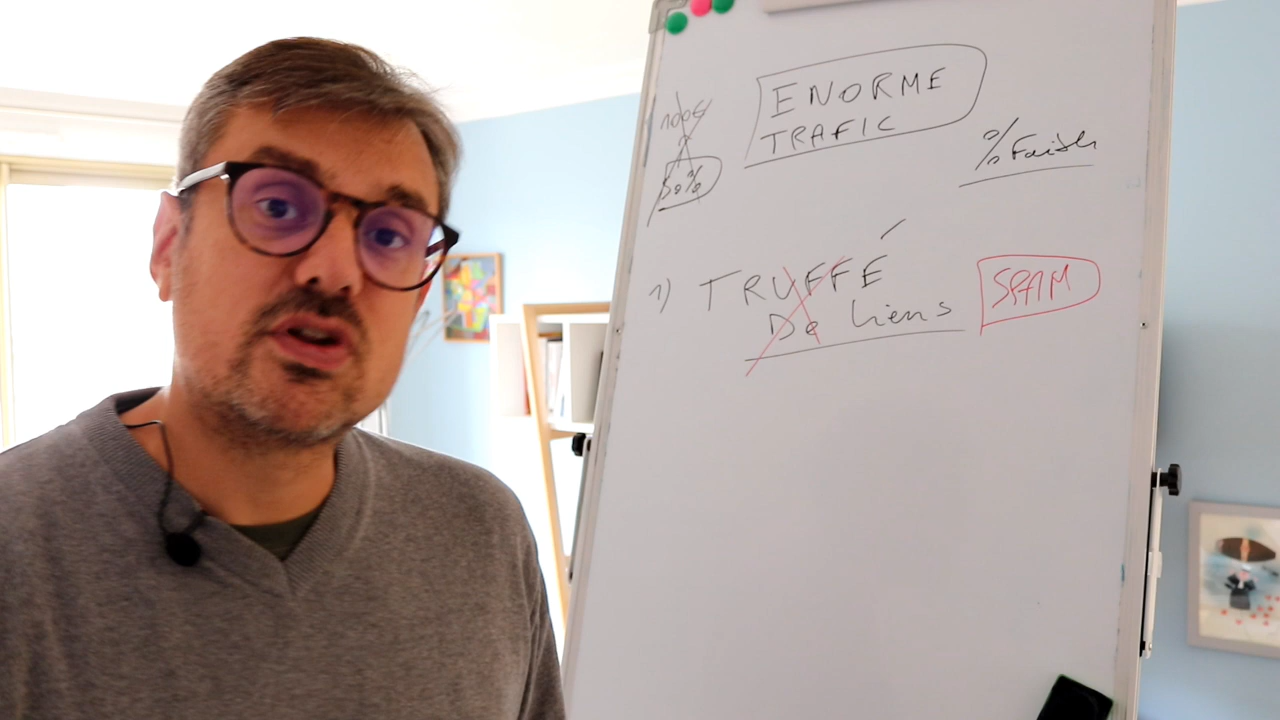 ENORME
TRAFIC
50%
% Faible
1) TRUFFÉ
De liens
SPAM